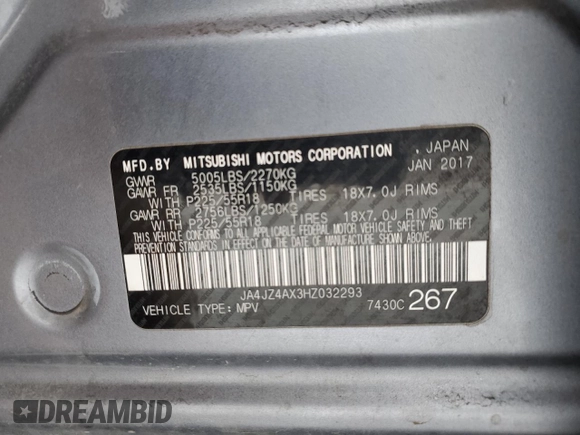 MFD.BY MITSUBISHI MOTORS CORPORATION , JAPAN
GVWR 5005LBS/2270KG JAN 2017
GAWR FR 2535LBS/1150KG
WITH P225/55R18 TIRES 18X7.0J RIMS
GAWR RR 2756LBS/1250KG
WITH P225/55R18 TIRES 18X7.0J RIMS
THIS VEHICLE CONFORMS TO ALL APPLICABLE FEDERAL MOTOR VEHICLE SAFETY, BUMPER, AND THEFT
PREVENTION STANDARDS IN EFFECT ON THE DATE OF MANUFACTURE SHOWN ABOVE.
JA4JZ4AX3HZ032293
VEHICLE TYPE: MPV 7430C 267
DREAMBID